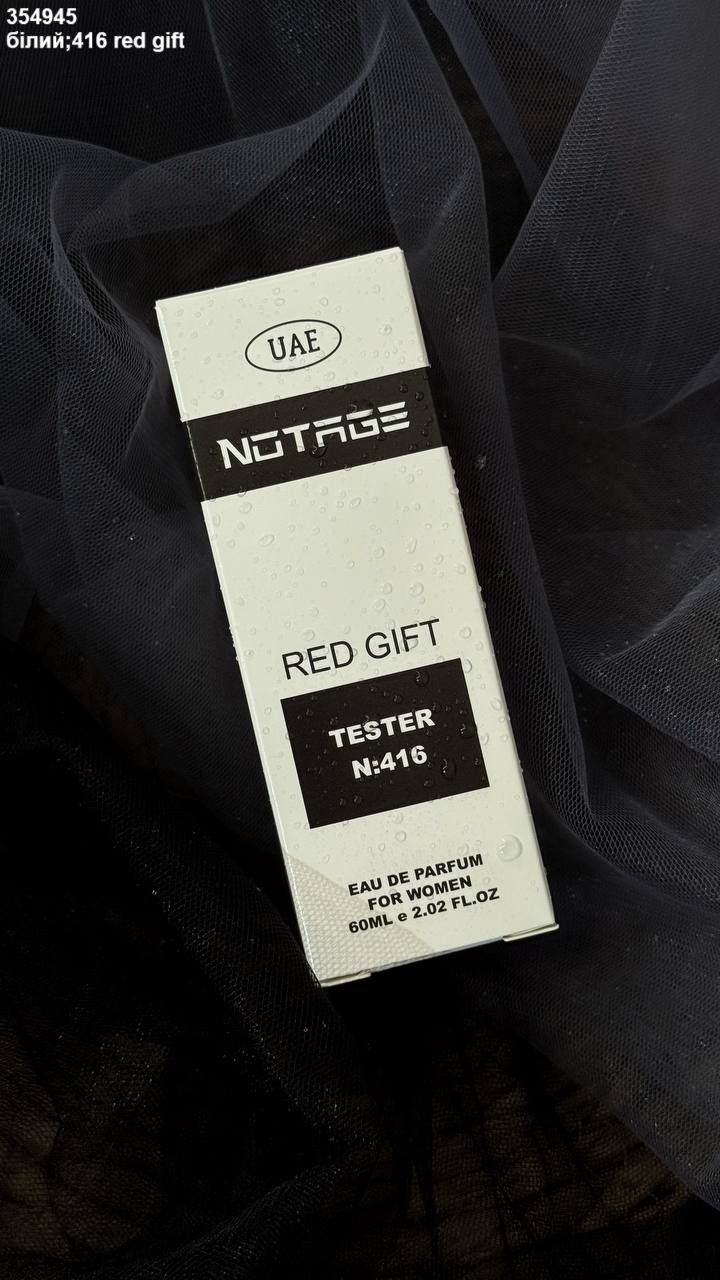 354945
білий;416 red gift
UAE
NOTAGE
RED GIFT
TESTER
N:416
EAU DE PARFUM
FOR WOMEN
60ML e 2.02 FL.OZ